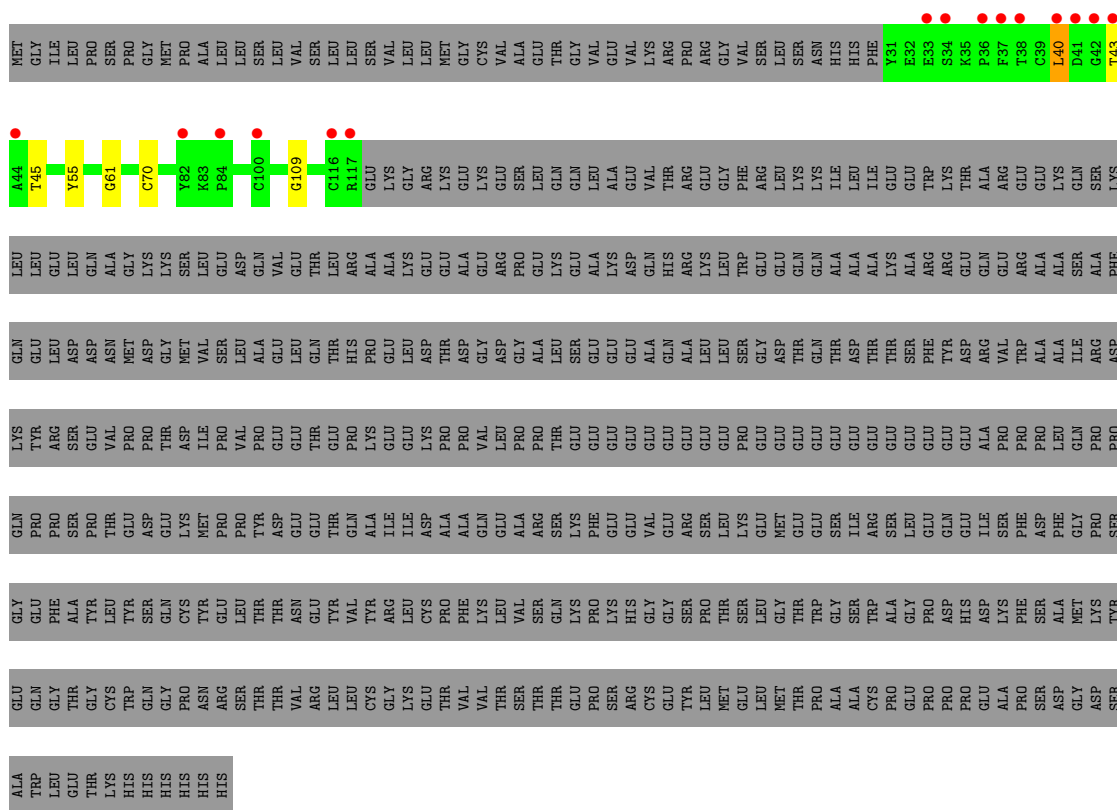 MET GLY ILE LEU PRO SER PRO GLY MET PRO ALA LEU LEU SER LEU VAL SER LEU LEU SER VAL LEU LEU MET GLY CYS VAL ALA GLU THR GLY VAL GLU VAL LYS ARG PRO ARG GLY VAL SER LEU SER ASN HIS HIS PHE Y31 E32 E33 S34 K35 P36 F37 T38 C39 L40 D41 G42 T43
A44 T45 Y55 G61 C70 Y82 K83 P84 C100 G109 C116 R117 GLU LYS GLY ARG LYS GLU LYS GLU SER LEU GLN GLN LEU ALA GLU VAL THR ARG GLU GLY PHE ARG LEU LYS LYS ILE LEU ILE GLU GLU TRP LYS THR ALA ARG GLU GLU LYS GLN SER LYS
LEU LEU GLU LEU GLN ALA GLY LYS LYS SER LEU GLU ASP GLN VAL GLU THR LEU ARG ALA ALA LYS GLU GLU ALA GLU ARG PRO GLU LYS GLU ALA LYS ASP GLN HIS ARG LYS LEU TRP GLU GLU GLN GLN ALA ALA ALA LYS ALA ARG ARG GLU GLN GLU ARG ALA ALA SER ALA PHE
GLN GLU LEU ASP ASP ASN MET ASP GLY MET VAL SER LEU ALA GLU LEU GLN THR HIS PRO GLU LEU ASP THR ASP GLY ASP GLY ALA LEU SER GLU GLU GLU ALA GLN ALA LEU LEU SER GLY ASP THR GLN THR ASP THR THR SER PHE TYR ASP ARG VAL TRP ALA ALA ILE ARG ASP
LYS TYR ARG SER GLU VAL PRO PRO THR ASP ILE PRO VAL PRO GLU GLU THR GLU PRO LYS GLU GLU LYS PRO PRO VAL LEU PRO PRO THR GLU GLU GLU GLU GLU GLU GLU GLU GLU PRO GLU GLU GLU GLU GLU GLU GLU GLU GLU GLU ALA PRO PRO PRO LEU GLN PRO PRO
GLN PRO PRO SER PRO THR GLU ASP GLU LYS MET PRO PRO TYR ASP GLU GLU THR GLN ALA ILE ILE ASP ALA ALA GLN GLU ALA ARG SER LYS PHE GLU GLU VAL GLU ARG SER LEU LYS GLU MET GLU GLU SER ILE ARG SER LEU GLU GLN GLU ILE SER PHE ASP PHE GLY PRO SER
GLY GLU PHE ALA TYR LEU TYR SER GLN CYS TYR GLU LEU THR THR ASN GLU TYR VAL TYR ARG LEU CYS PRO PHE LYS LEU VAL SER GLN LYS PRO LYS HIS GLY GLY SER PRO THR SER LEU GLY THR TRP GLY SER TRP ALA GLY PRO ASP HIS ASP LYS PHE SER ALA MET LYS TYR
GLU GLN GLY THR GLY CYS TRP GLN GLY PRO ASN ARG SER THR THR VAL ARG LEU LEU CYS GLY LYS GLU THR VAL VAL THR SER THR THR GLU PRO SER ARG CYS GLU TYR LEU MET GLU LEU MET THR PRO ALA ALA CYS PRO GLU PRO PRO PRO GLU ALA PRO SER ASP GLY ASP SER
ALA TRP LEU GLU THR LYS HIS HIS HIS HIS HIS HIS